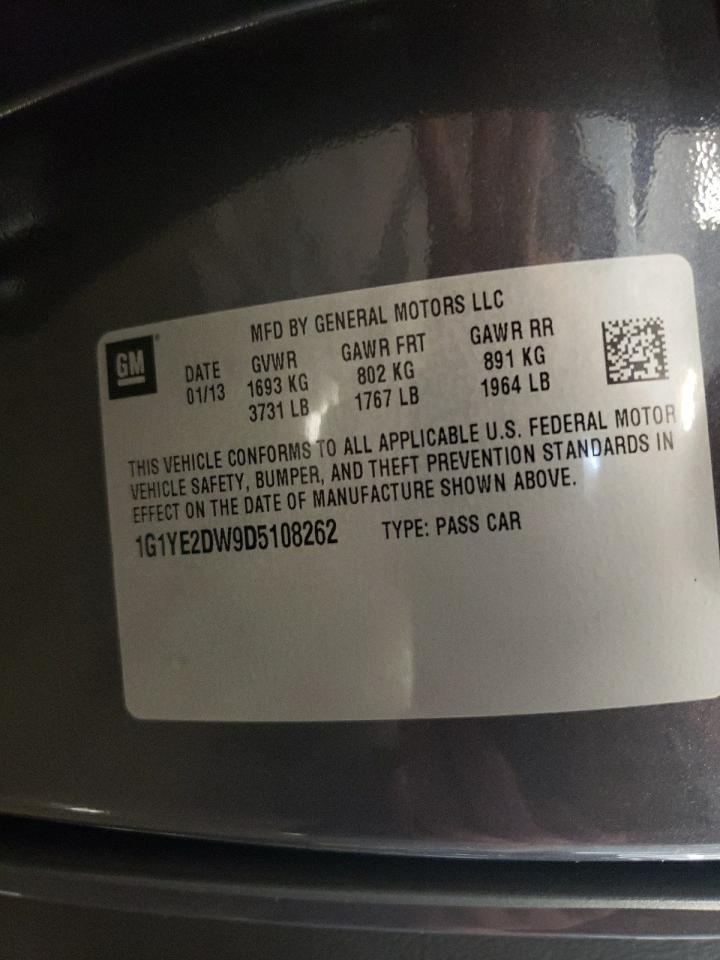 MFD BY GENERAL MOTORS LLC
GM
DATE GVWR GAWR FRT GAWR RR
01/13 1693 KG 802 KG 891 KG
3731 LB 1767 LB 1964 LB
THIS VEHICLE CONFORMS TO ALL APPLICABLE U.S. FEDERAL MOTOR
VEHICLE SAFETY, BUMPER, AND THEFT PREVENTION STANDARDS IN
EFFECT ON THE DATE OF MANUFACTURE SHOWN ABOVE.
1G1YE2DW9D5108262 TYPE: PASS CAR